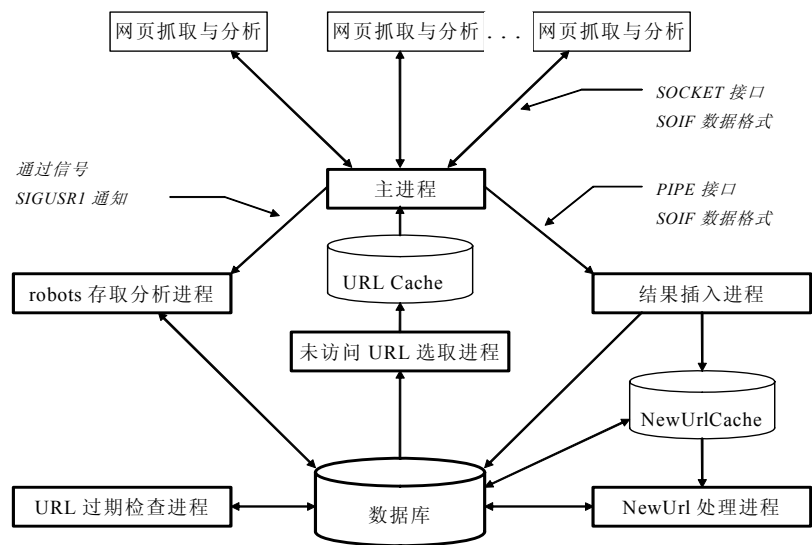 网页抓取与分析
网页抓取与分析
...
网页抓取与分析
SOCKET 接口
SOIF 数据格式
通过信号
SIGUSR1 通知
主进程
PIPE 接口
SOIF 数据格式
URL Cache
robots 存取分析进程
结果插入进程
未访问 URL 选取进程
NewUrlCache
URL 过期检查进程
数据库
NewUrl 处理进程